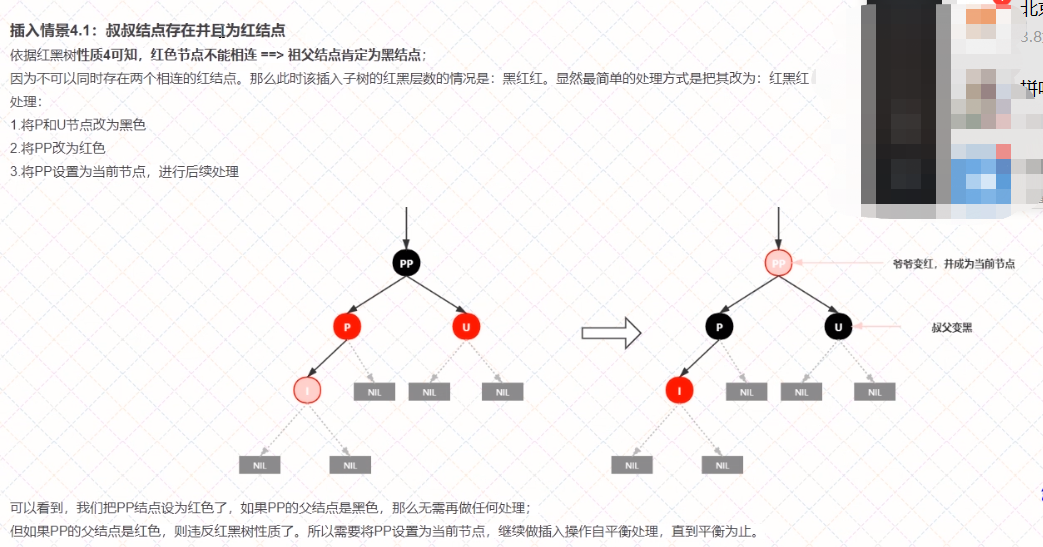 插入情景4.1：叔叔结点存在并且为红结点
依据红黑树性质4可知，红色节点不能相连 ==> 祖父结点肯定为黑结点；
因为不可以同时存在两个相连的红结点。那么此时该插入子树的红黑层数的情况是：黑红红。显然最简单的处理方式是把其改为：红黑红
处理：
1.将P和U节点改为黑色
2.将PP改为红色
3.将PP设置为当前节点，进行后续处理
PP
P
U
I
NIL
NIL
NIL
NIL
NIL
PP
爷爷变红，并成为当前节点
P
U
叔父变黑
I
NIL
NIL
NIL
NIL
NIL
可以看到，我们把PP结点设为红色了，如果PP的父结点是黑色，那么无需再做任何处理；
但如果PP的父结点是红色，则违反红黑树性质了。所以需要将PP设置为当前节点，继续做插入操作自平衡处理，直到平衡为止。